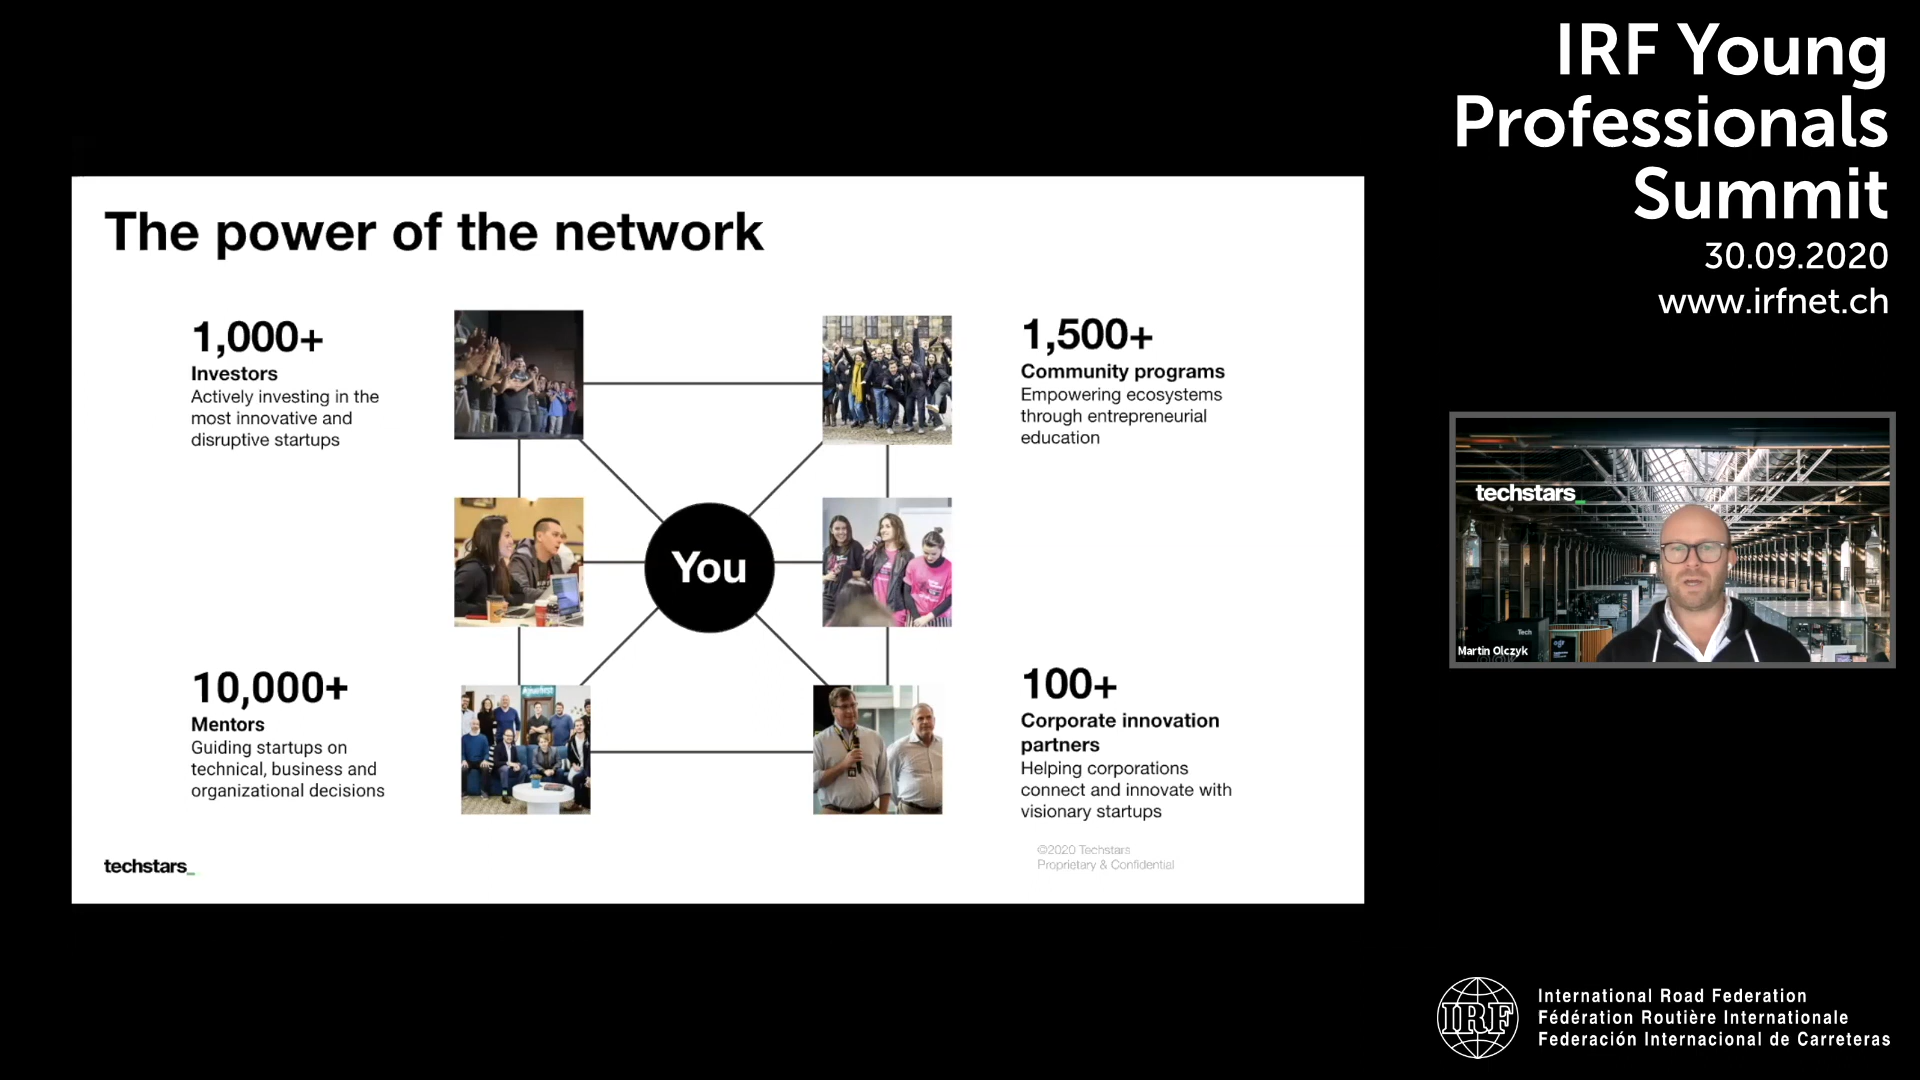 IRF Young
Professionals
Summit
30.09.2020
www.irfnet.ch
The power of the network
1,000+
Investors
Actively investing in the
most innovative and
disruptive startups
1,500+
Community programs
Empowering ecosystems
through entrepreneurial
education
You
10,000+
Mentors
Guiding startups on
technical, business and
organizational decisions
100+
Corporate innovation
partners
Helping corporations
connect and innovate with
visionary startups
techstars_
©2020 Techstars
Proprietary & Confidential
techstars_
Tech
Martin Olczyk
IRF
International Road Federation
Fédération Routière Internationale
Federación Internacional de Carreteras